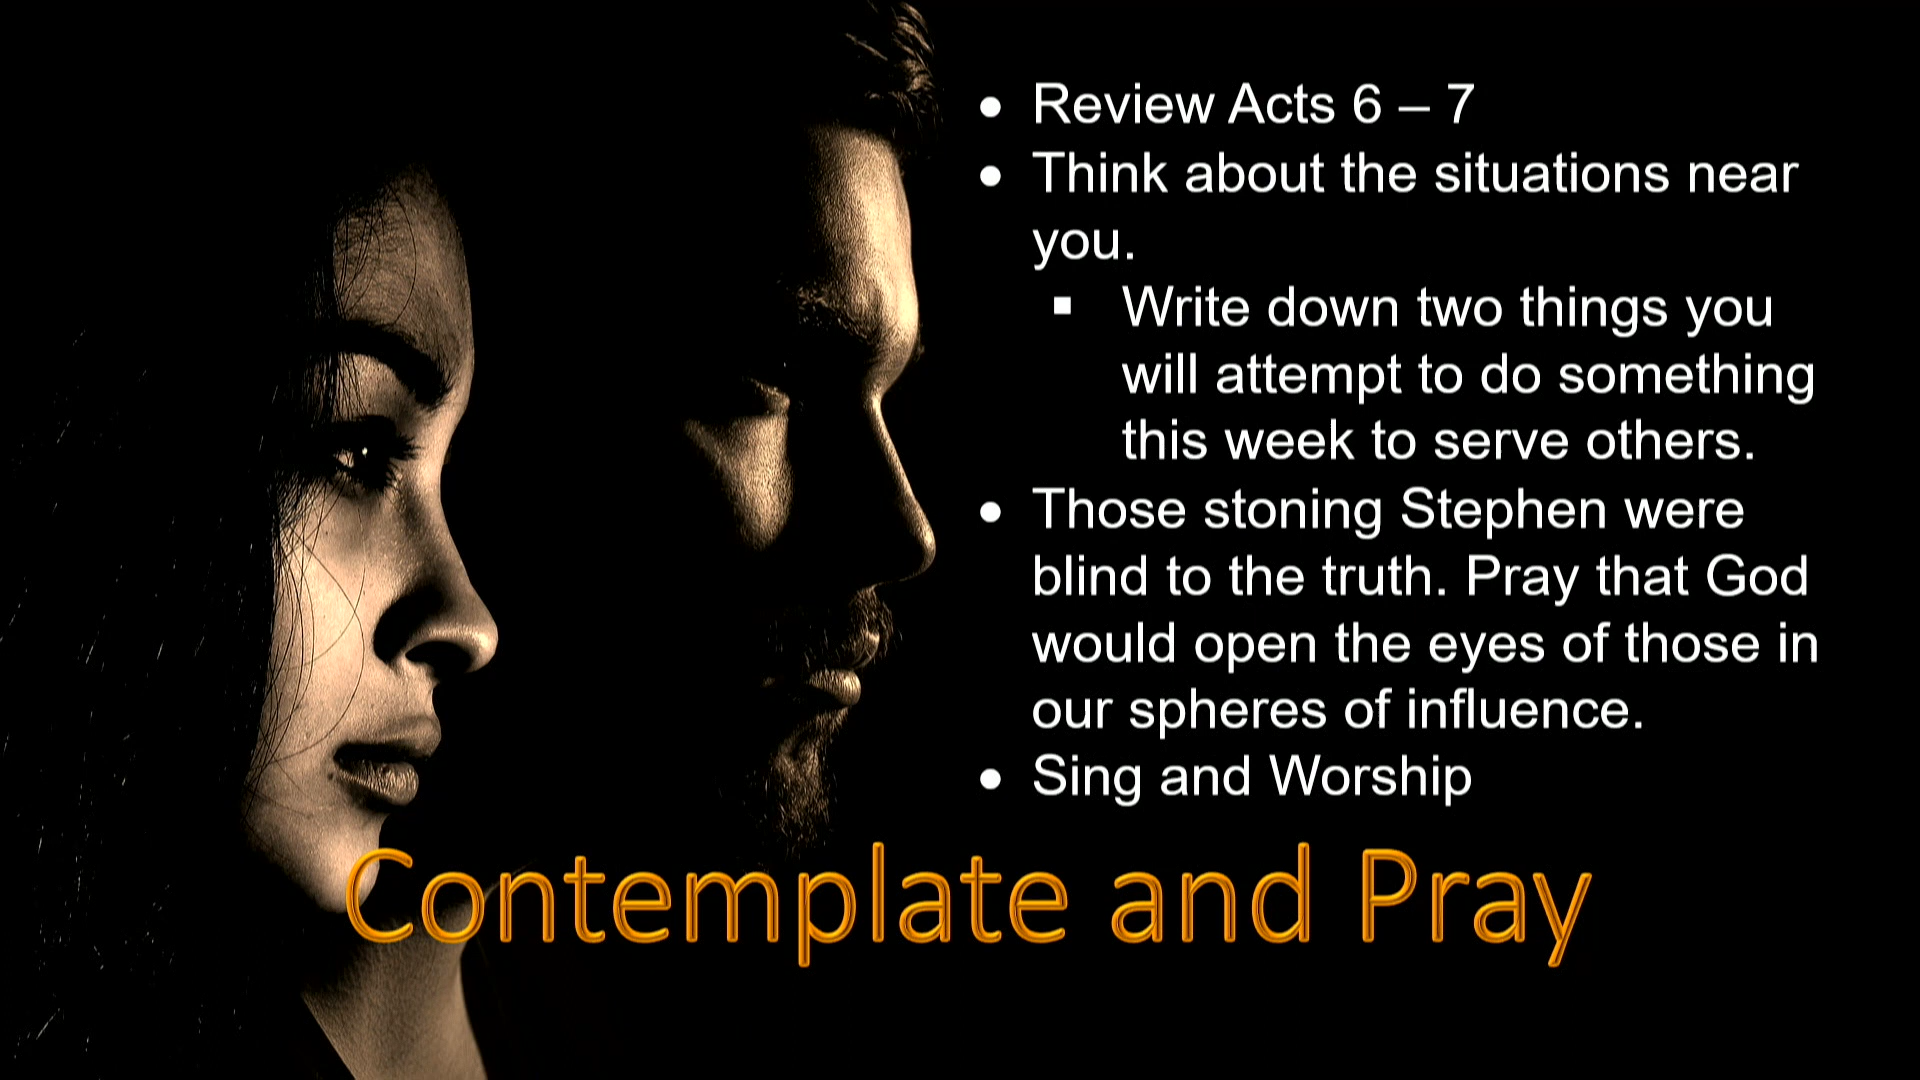 • Review Acts 6 – 7
• Think about the situations near
you.
▪ Write down two things you
will attempt to do something
this week to serve others.
• Those stoning Stephen were
blind to the truth. Pray that God
would open the eyes of those in
our spheres of influence.
• Sing and Worship
Contemplate and Pray